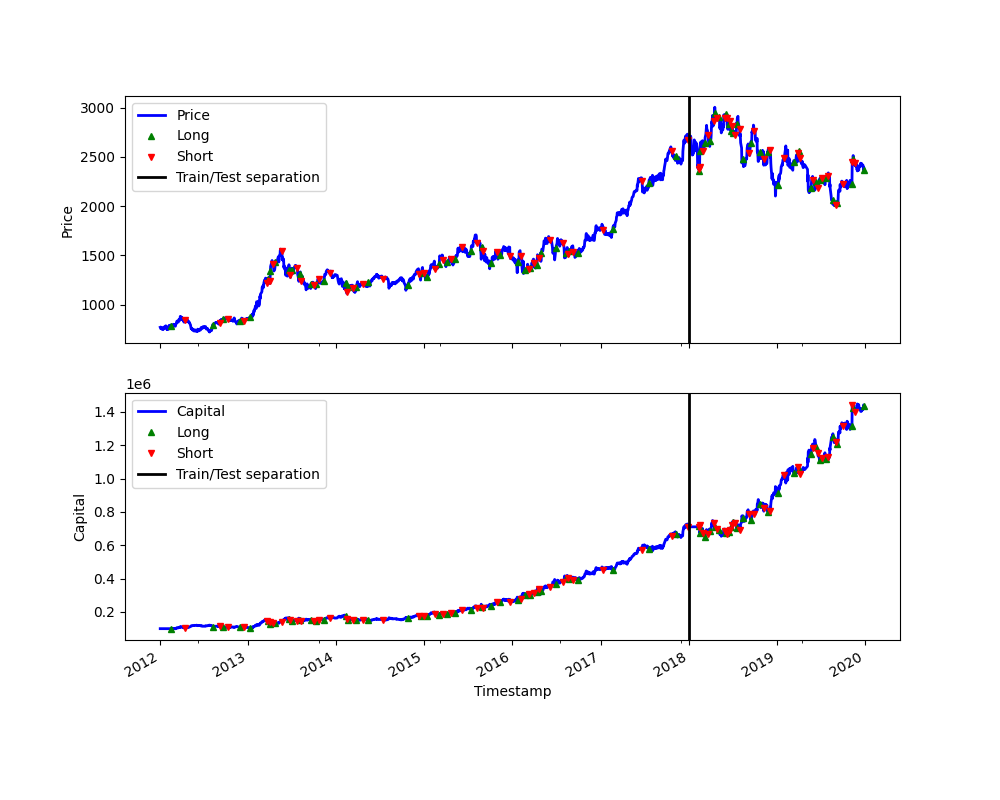 3000
2500
2000
1500
1000
Price
Price
Long
Short
Train/Test separation
1e6
1.4
1.2
1.0
0.8
0.6
0.4
0.2
Capital
Capital
Long
Short
Train/Test separation
2012 2013 2014 2015 2016 2017 2018 2019 2020
Timestamp